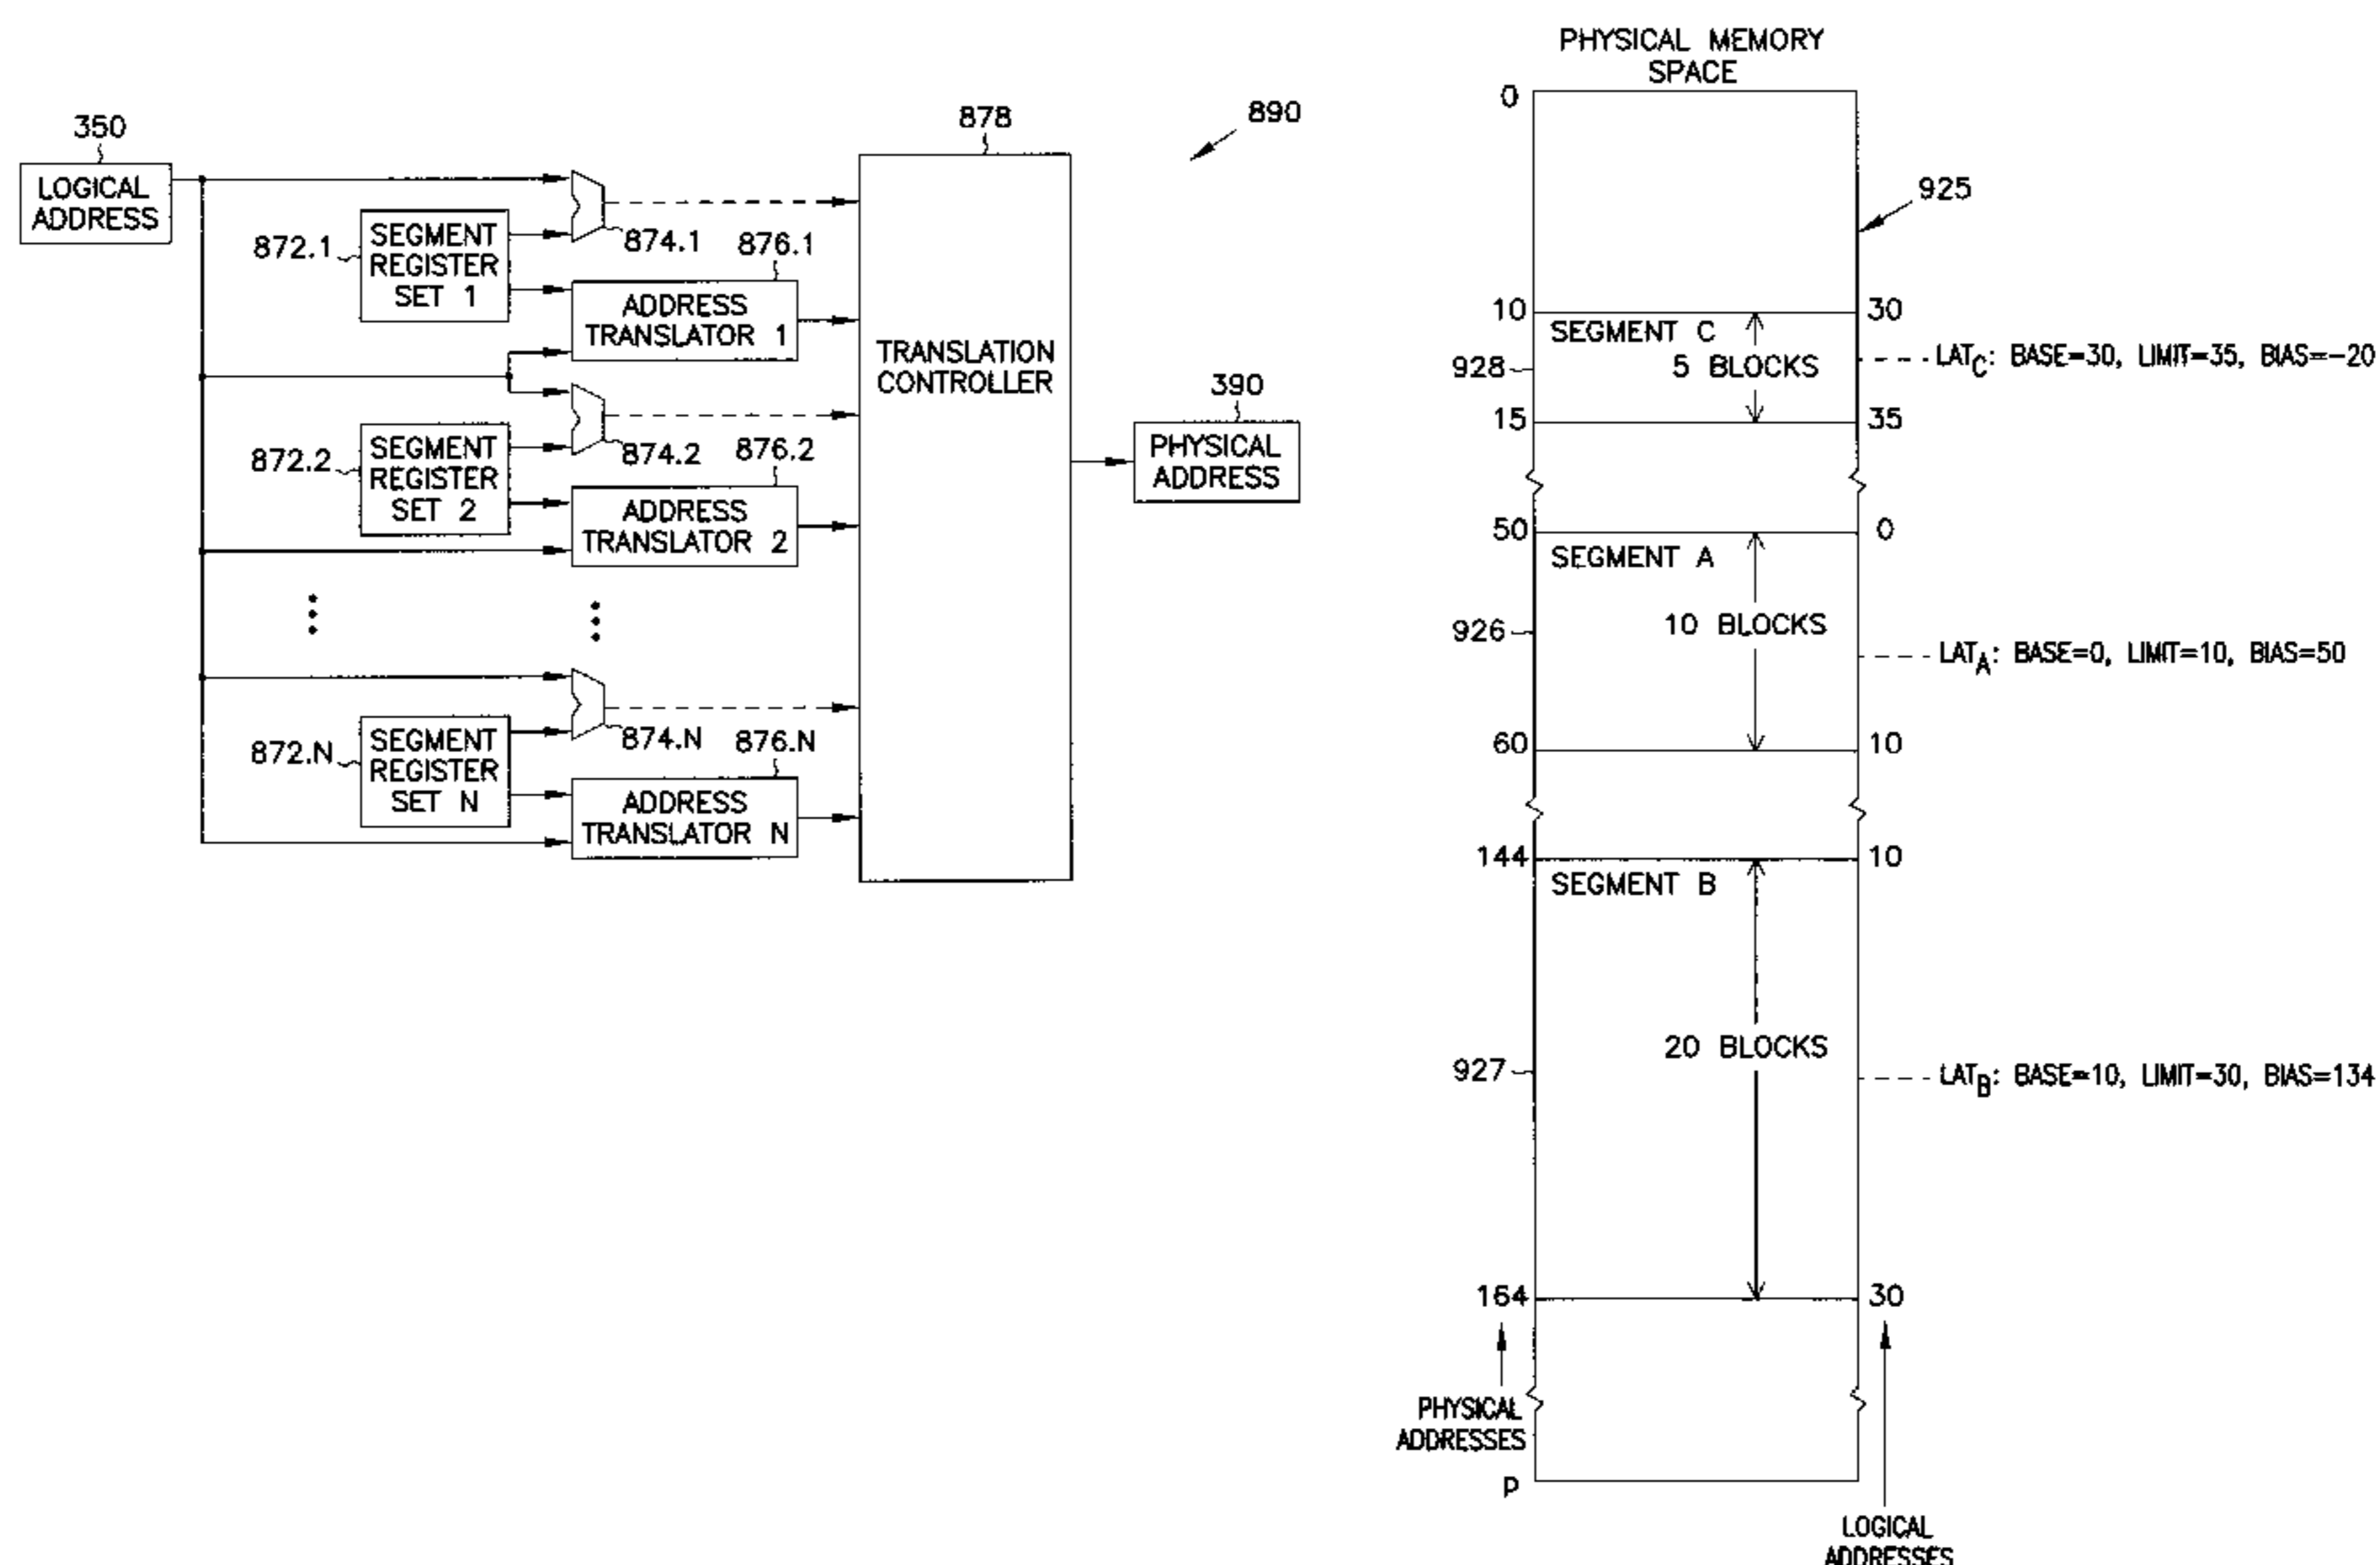 350
LOGICAL
ADDRESS
872.1
SEGMENT
REGISTER
SET 1
874.1
876.1
ADDRESS
TRANSLATOR 1
872.2
SEGMENT
REGISTER
SET 2
874.2
876.2
ADDRESS
TRANSLATOR 2
872.N
SEGMENT
REGISTER
SET N
874.N
876.N
ADDRESS
TRANSLATOR N
878
TRANSLATION
CONTROLLER
890
390
PHYSICAL
ADDRESS
PHYSICAL MEMORY
SPACE
0
925
10
30
SEGMENT C
5 BLOCKS
928
LATC: BASE=30, LIMIT=35, BIAS=-20
15
35
50
0
SEGMENT A
10 BLOCKS
926
LATA: BASE=0, LIMIT=10, BIAS=50
60
10
144
10
SEGMENT B
20 BLOCKS
927
LATB: BASE=10, LIMIT=30, BIAS=134
164
30
PHYSICAL
ADDRESSES
P
LOGICAL
ADDRESSES